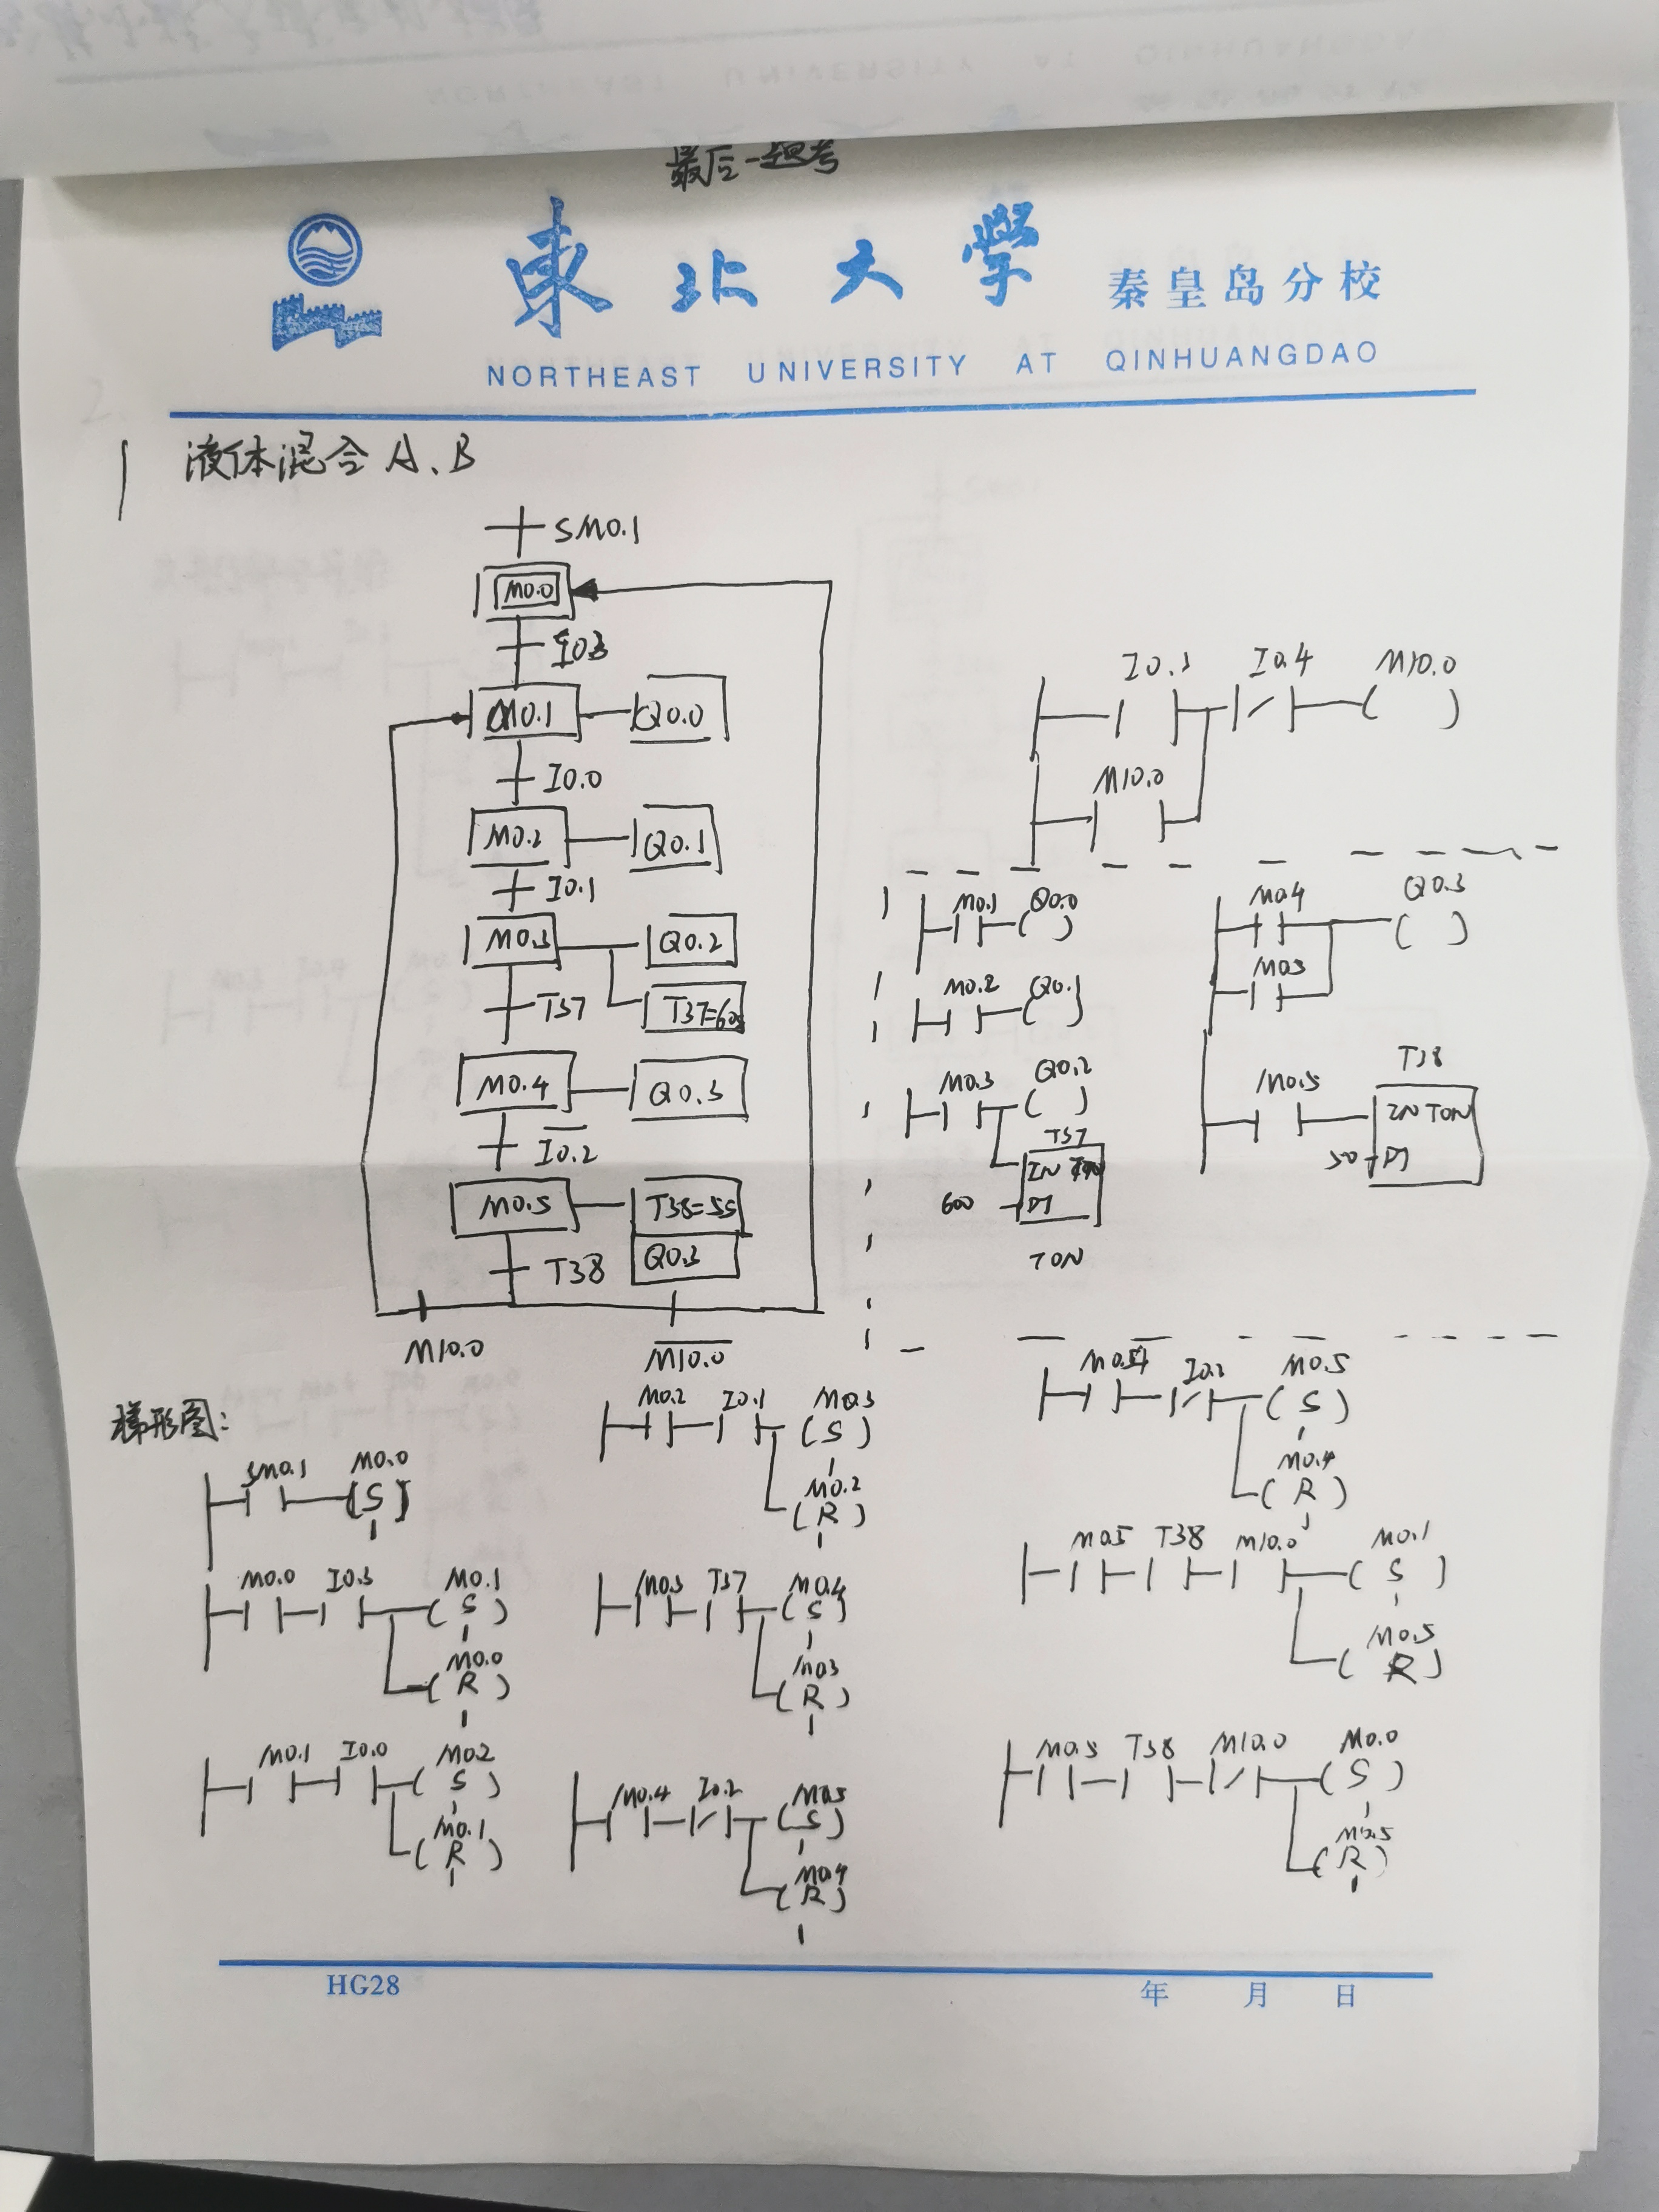 最后一题考
東北大学 秦皇岛分校
NORTHEAST UNIVERSITY AT QINHUANGDAO
1 液体混合 A、B
SM0.1
M0.0
I0.3
M0.1 Q0.0
I0.0
M0.2 Q0.1
I0.1
M0.3 Q0.2
T37 T37=60s
M0.4 Q0.3
I0.2
M0.5 T38=5s
T38 Q0.3
M10.0 M10.0
I0.3 I0.4 M10.0
M10.0
M0.1 Q0.0
M0.2 Q0.1
M0.3 Q0.2
T37
IN TON
600 PT
TON
M0.4 Q0.3
M0.5
M0.5 T38
IN TON
50 PT
梯形图:
SM0.1 M0.0
(S)
1
M0.0 I0.3 M0.1
(S)
1
M0.0
(R)
1
M0.1 I0.0 M0.2
(S)
1
M0.1
(R)
1
M0.2 I0.1 M0.3
(S)
1
M0.2
(R)
1
M0.3 T37 M0.4
(S)
1
M0.3
(R)
1
M0.4 I0.2 M0.5
(S)
1
M0.4
(R)
1
M0.4 I0.2 M0.5
(S)
1
M0.4
(R)
1
M0.5 T38 M10.0 M0.1
(S)
1
M0.5
(R)
M0.5 T38 M10.0 M0.0
(S)
1
M0.5
(R)
1
HG28 年 月 日